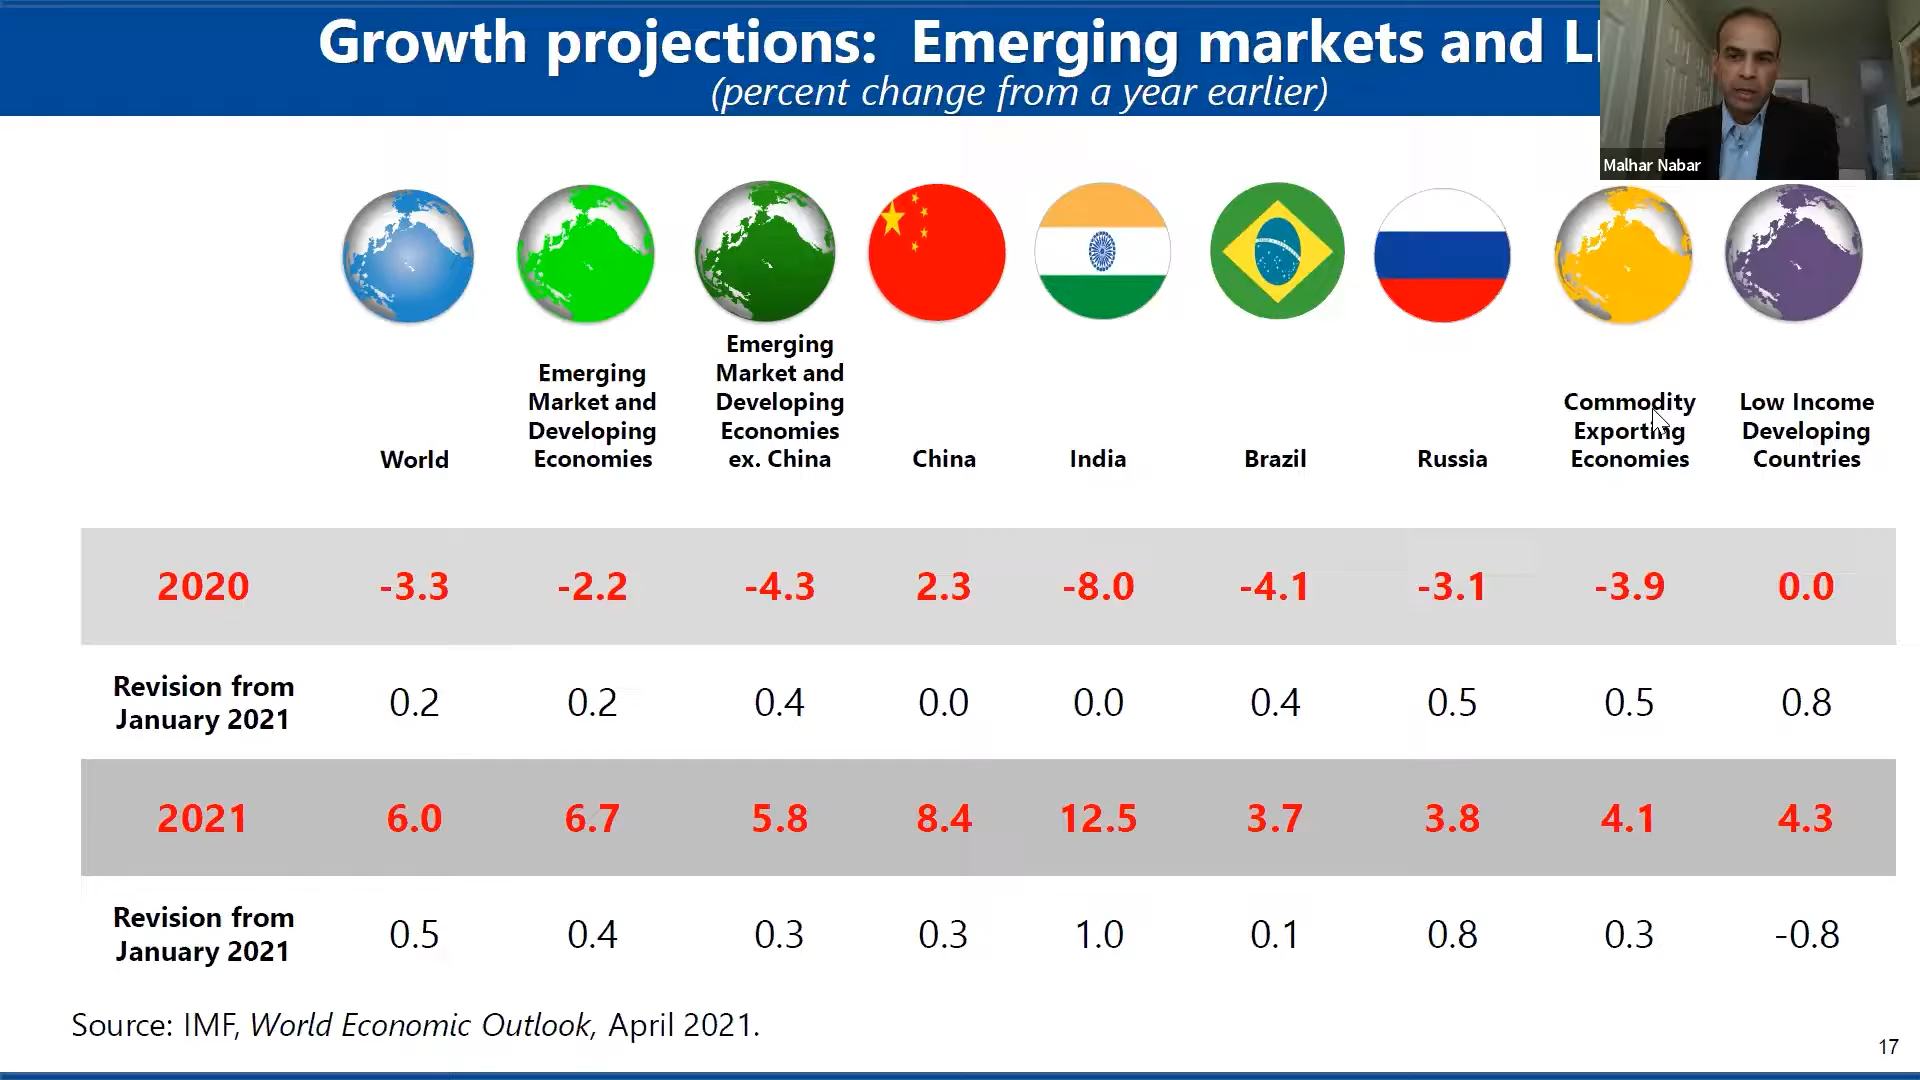 Growth projections: Emerging markets and
(percent change from a year earlier)
Malhar Nabar
World
Emerging
Market and
Developing
Economies
Emerging
Market and
Developing
Economies
ex. China
China
India
Brazil
Russia
Commodity
Exporting
Economies
Low Income
Developing
Countries
2020 -3.3 -2.2 -4.3 2.3 -8.0 -4.1 -3.1 -3.9 0.0
Revision from
January 2021
0.2 0.2 0.4 0.0 0.0 0.4 0.5 0.5 0.8
2021 6.0 6.7 5.8 8.4 12.5 3.7 3.8 4.1 4.3
Revision from
January 2021
0.5 0.4 0.3 0.3 1.0 0.1 0.8 0.3 -0.8
Source: IMF, World Economic Outlook, April 2021.
17